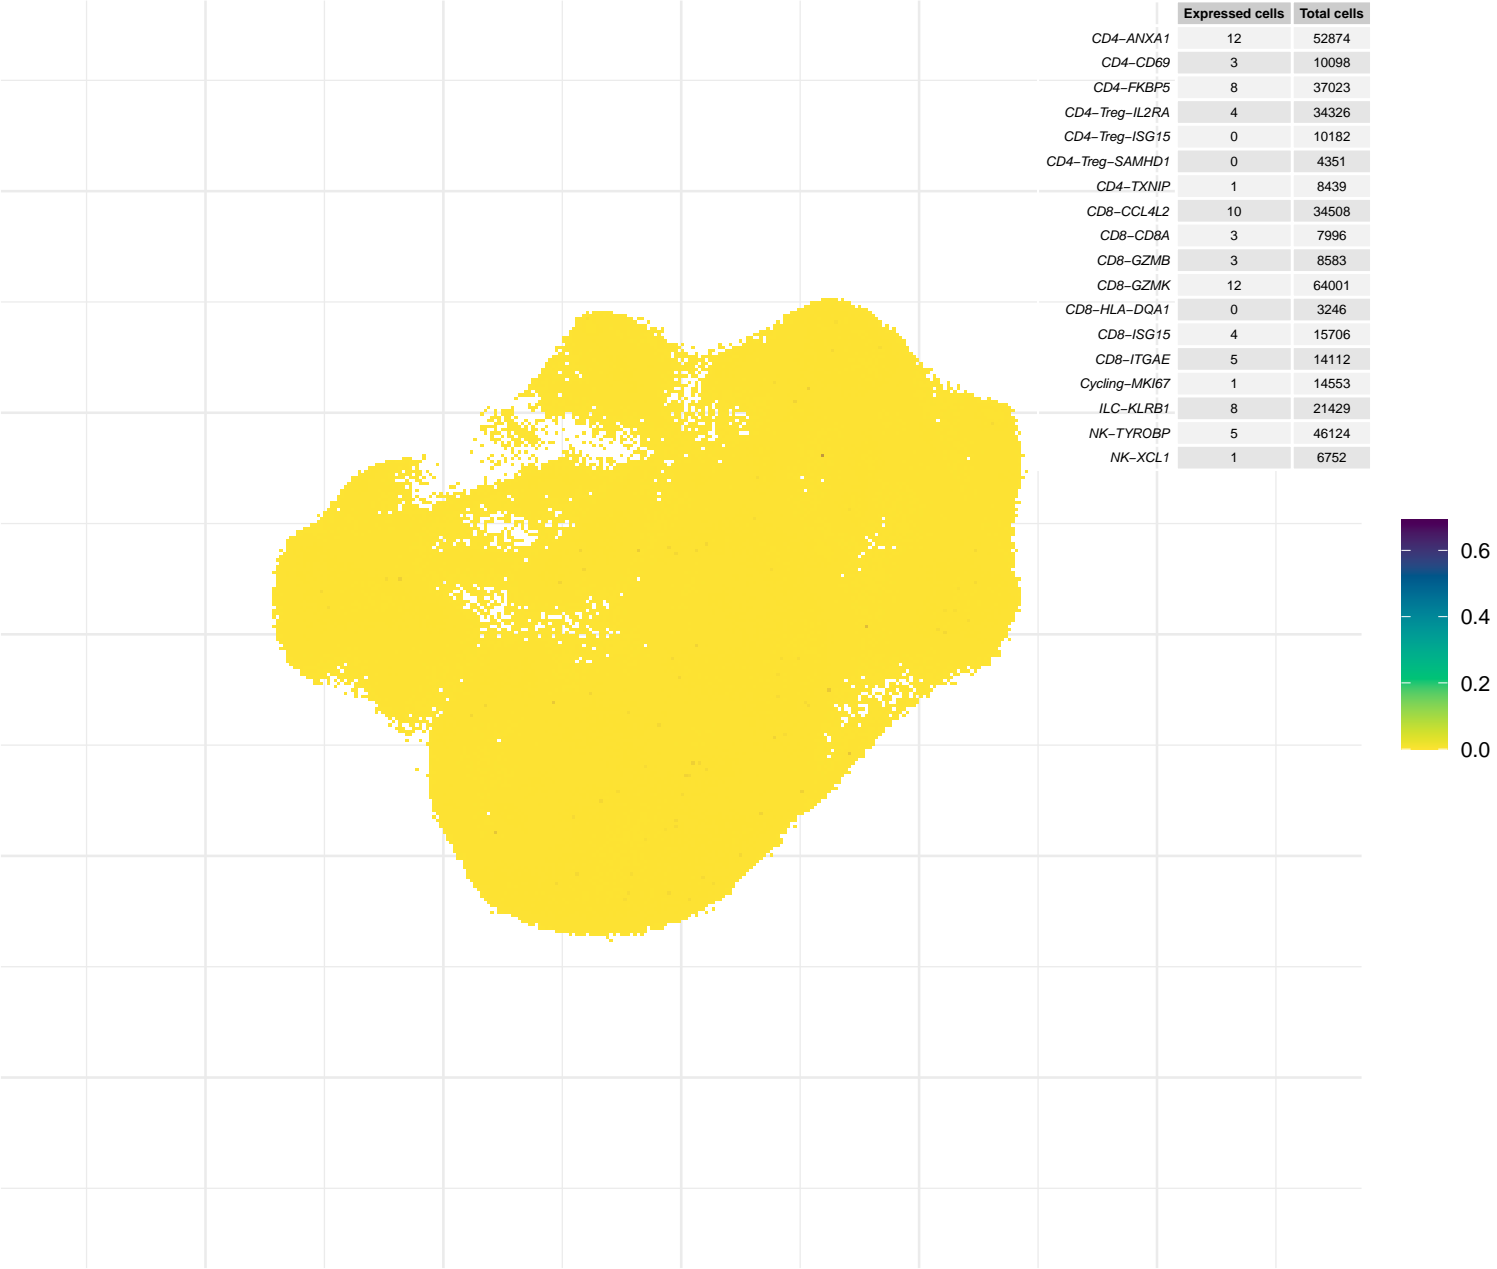 Expressed cells Total cells
CD4−ANXA1 12 52874
CD4−CD69 3 10098
CD4−FKBP5 8 37023
CD4−Treg−IL2RA 4 34326
CD4−Treg−ISG15 0 10182
CD4−Treg−SAMHD1 0 4351
CD4−TXNIP 1 8439
CD8−CCL4L2 10 34508
CD8−CD8A 3 7996
CD8−GZMB 3 8583
CD8−GZMK 12 64001
CD8−HLA−DQA1 0 3246
CD8−ISG15 4 15706
CD8−ITGAE 5 14112
Cycling−MKI67 1 14553
ILC−KLRB1 8 21429
NK−TYROBP 5 46124
NK−XCL1 1 6752
0.6
0.4
0.2
0.0